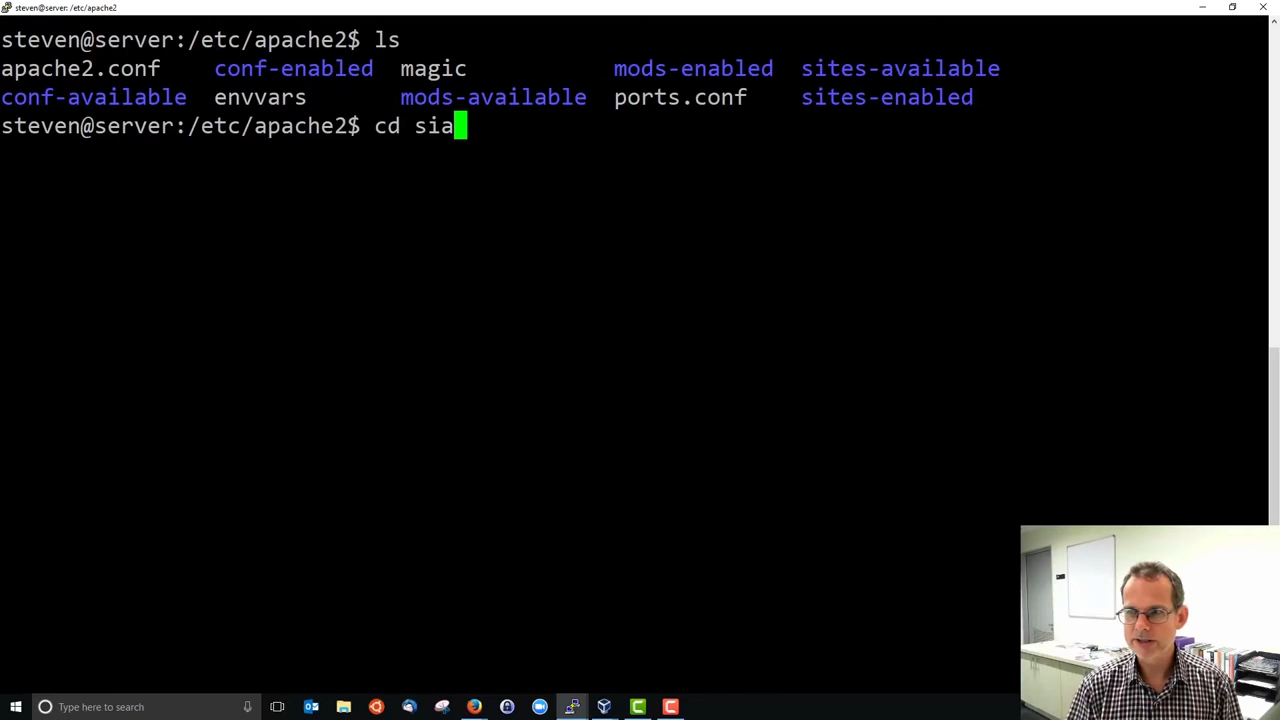 steven@server: /etc/apache2
steven@server:/etc/apache2$ ls
apache2.conf conf-enabled magic mods-enabled sites-available
conf-available envvars mods-available ports.conf sites-enabled
steven@server:/etc/apache2$ cd sia
Type here to search